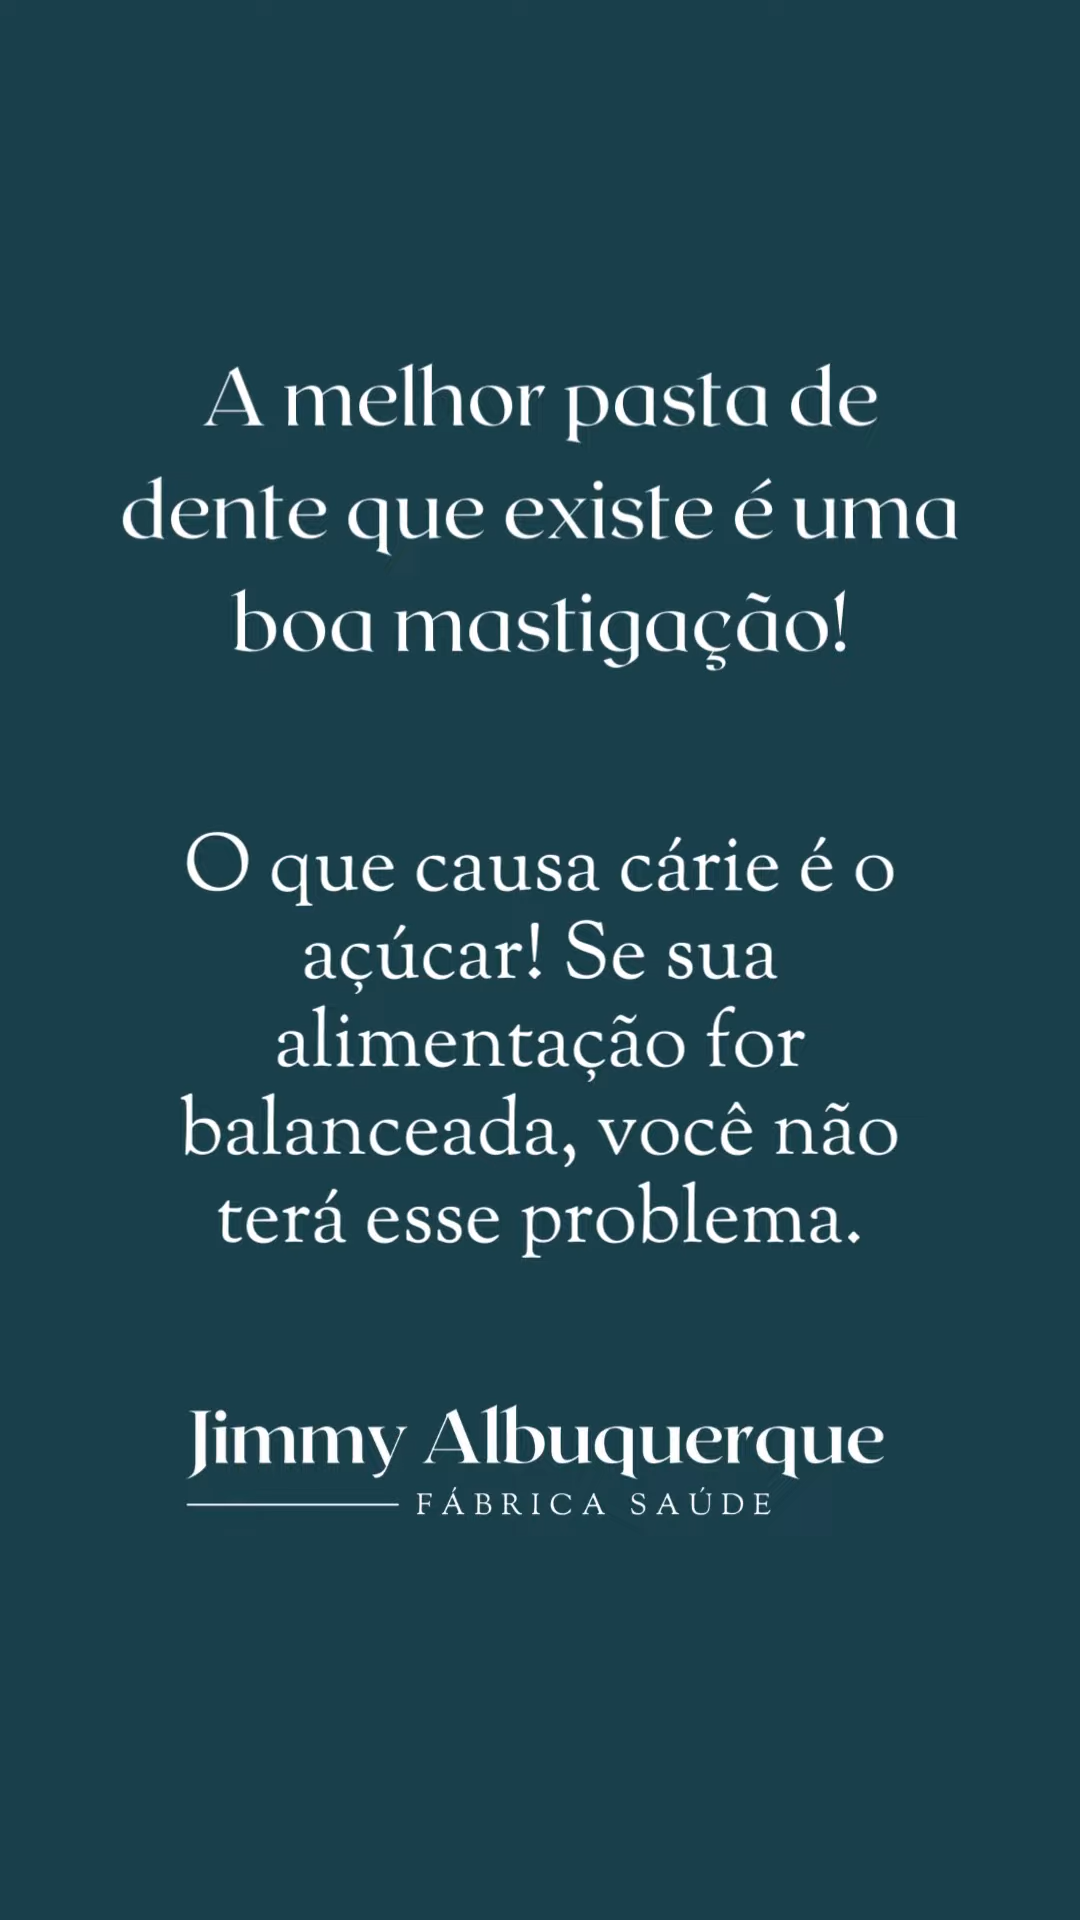 A melhor pasta de
dente que existe é uma
boa mastigação!
O que causa cárie é o
açúcar! Se sua
alimentação for
balanceada, você não
terá esse problema.
Jimmy Albuquerque
FÁBRICA SAÚDE